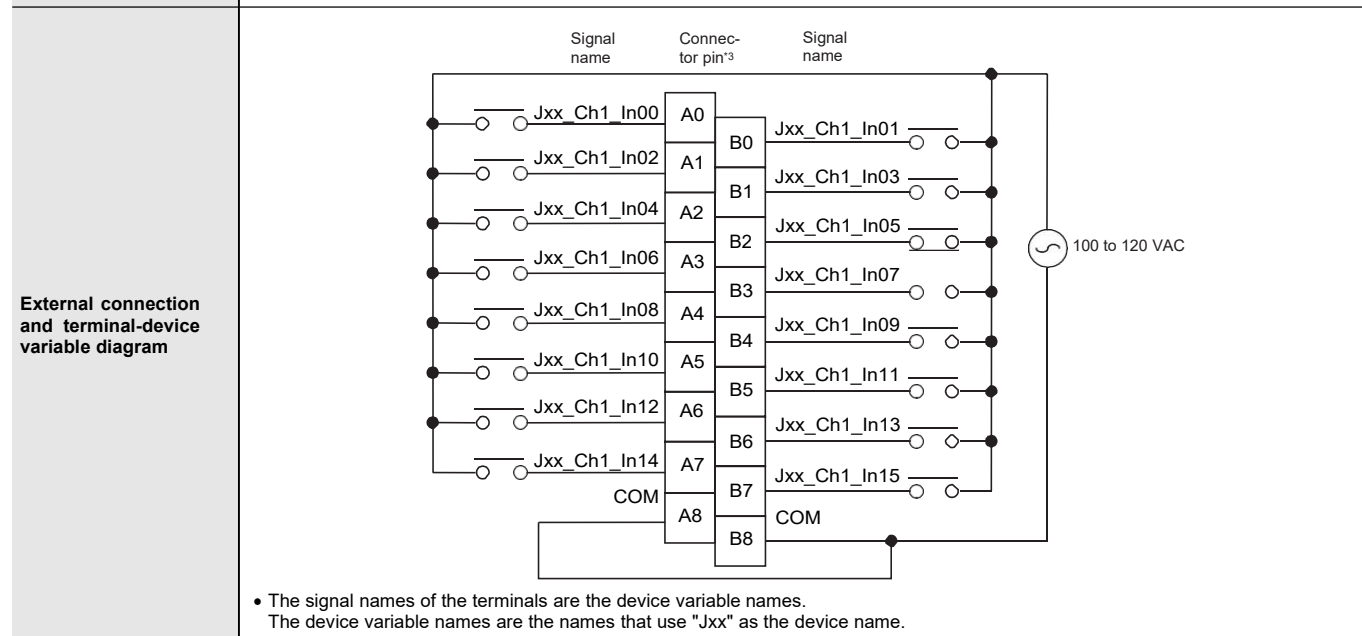 Signal
name
Connec-
tor pin*3
Signal
name
Jxx_Ch1_In00
A0
B0
Jxx_Ch1_In01
Jxx_Ch1_In02
A1
B1
Jxx_Ch1_In03
Jxx_Ch1_In04
A2
B2
Jxx_Ch1_In05
100 to 120 VAC
Jxx_Ch1_In06
A3
B3
Jxx_Ch1_In07
External connection
and terminal-device
variable diagram
Jxx_Ch1_In08
A4
B4
Jxx_Ch1_In09
Jxx_Ch1_In10
A5
B5
Jxx_Ch1_In11
Jxx_Ch1_In12
A6
B6
Jxx_Ch1_In13
Jxx_Ch1_In14
A7
B7
Jxx_Ch1_In15
COM
A8
B8
COM
• The signal names of the terminals are the device variable names.
The device variable names are the names that use "Jxx" as the device name.